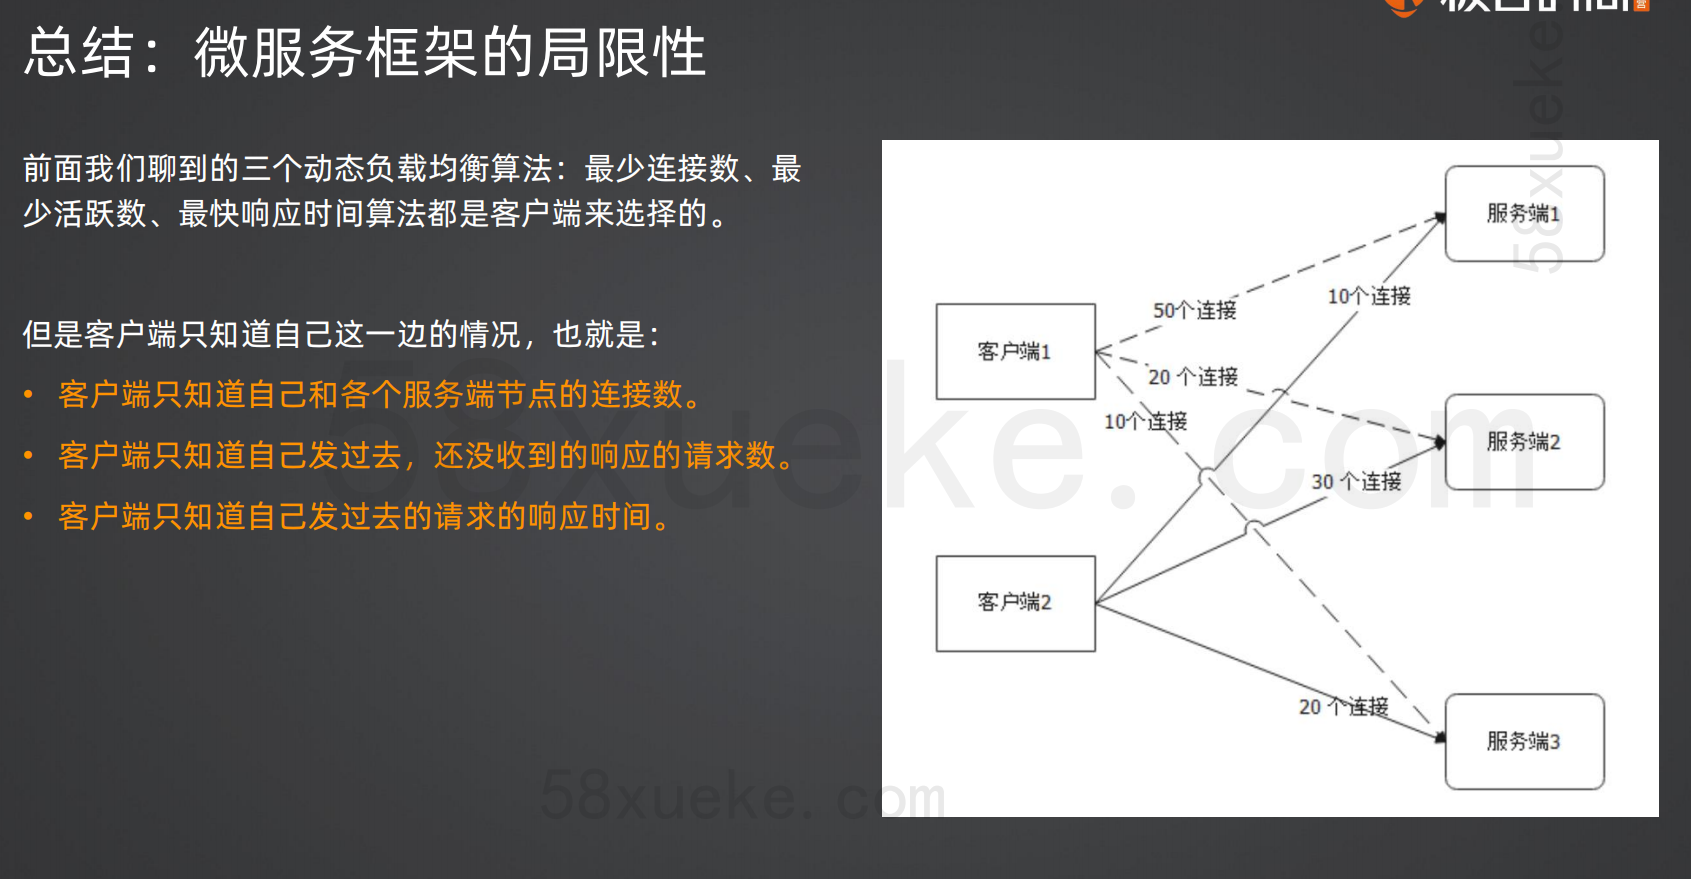 总结：微服务框架的局限性
前面我们聊到的三个动态负载均衡算法：最少连接数、最
少活跃数、最快响应时间算法都是客户端来选择的。
但是客户端只知道自己这一边的情况，也就是：
• 客户端只知道自己和各个服务端节点的连接数。
• 客户端只知道自己发过去，还没收到的响应的请求数。
• 客户端只知道自己发过去的请求的响应时间。
服务端1
50个连接
10个连接
客户端1
20 个连接
10个连接
服务端2
30 个连接
客户端2
20 个连接
服务端3
58xueke.com
58xueke.com
58xueke